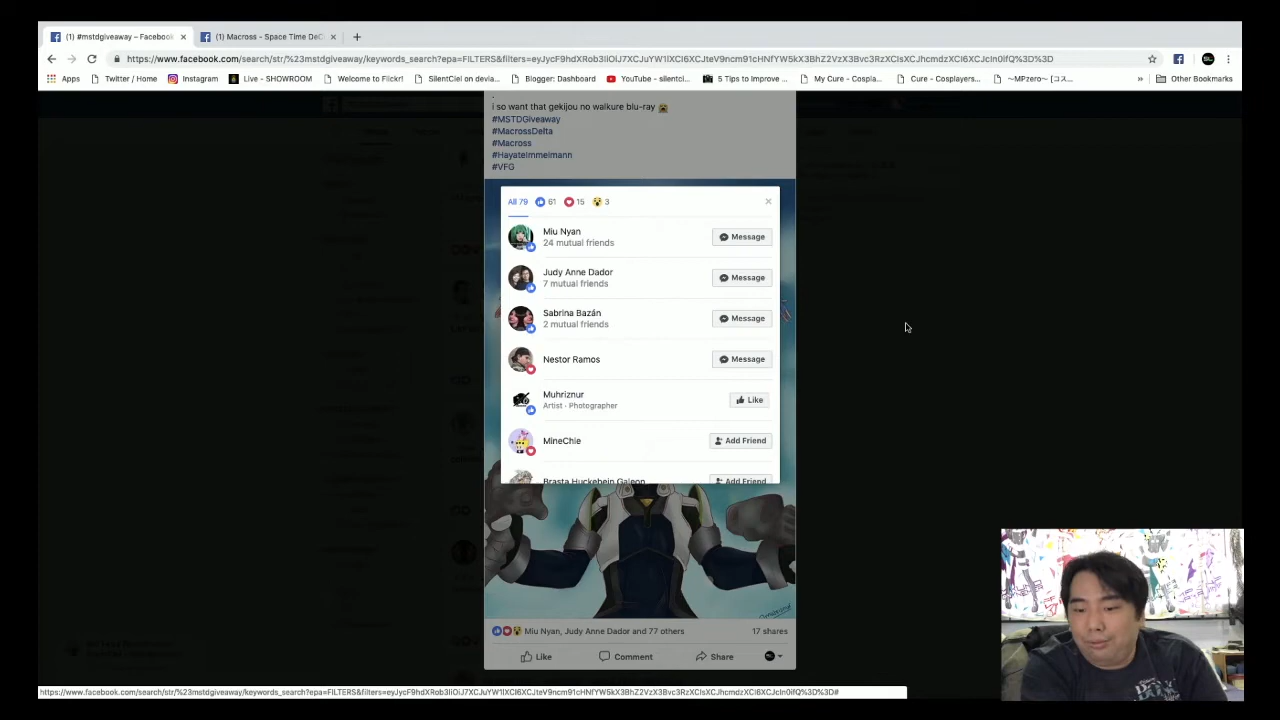 (1) #mstdgiveaway – Facebook
(1) Macross - Space Time De
https://www.facebook.com/search/str/%23mstdgiveaway/keywords_search?epa=FILTERS&filters=
Apps
Twitter / Home
Instagram
Live - SHOWROOM
Welcome to Flickr!
SilentCiel on devia...
Blogger: Dashboard
YouTube - silentci...
5 Tips to Improve ...
My Cure - Cospla...
Cure - Cosplayers...
〜MPzero〜 [コス...
»
Other Bookmarks
.
i so want that gekijou no walkure blu-ray
#MSTDGiveaway
#MacrossDelta
#Macross
#HayateImmelmann
#VFG
All 79 61 15 3
Miu Nyan
24 mutual friends
Message
Judy Anne Dador
7 mutual friends
Message
Sabrina Bazán
2 mutual friends
Message
Nestor Ramos
Message
Muhriznur
Artist · Photographer
Like
MineChie
Add Friend
Brasta Huckebein Galeon
Add Friend
Miu Nyan, Judy Anne Dador and 77 others
17 shares
Like
Comment
Share
https://www.facebook.com/search/str/%23mstdgiveaway/keywords_search?epa=FILTERS&filters=